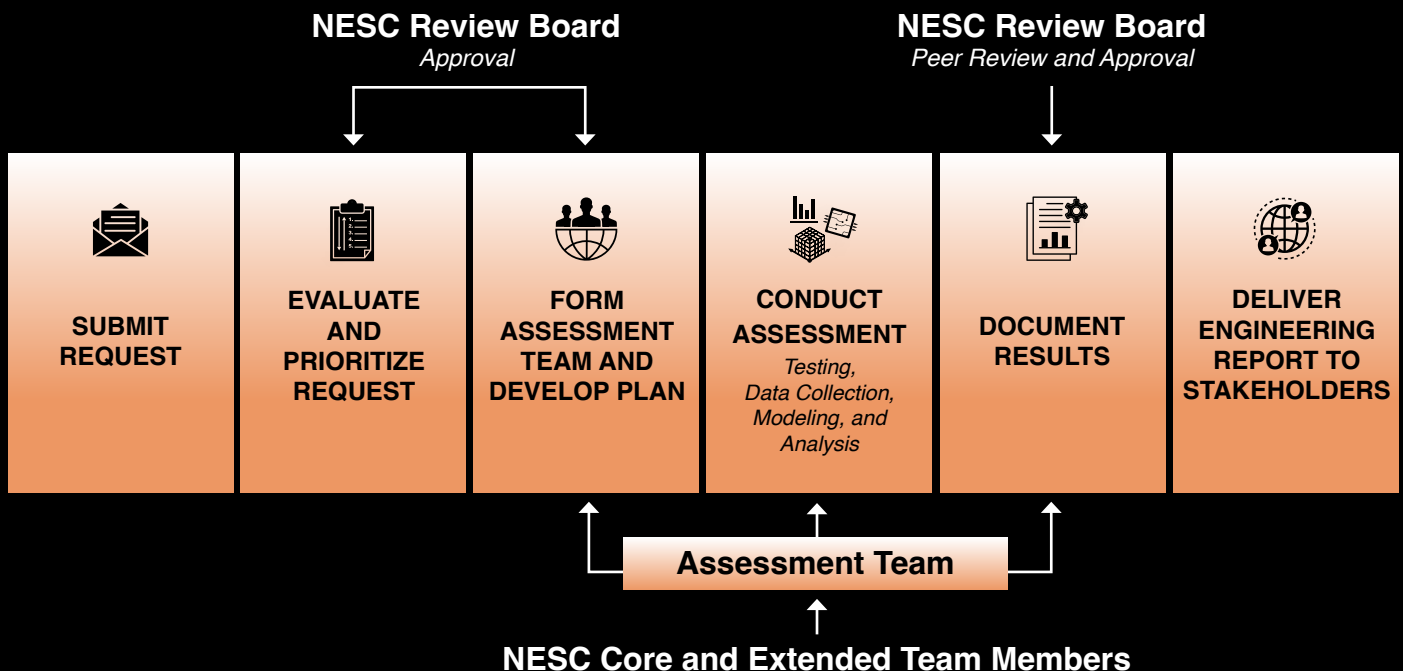 NESC Review Board
Approval
NESC Review Board
Peer Review and Approval
SUBMIT
REQUEST
EVALUATE
AND
PRIORITIZE
REQUEST
FORM
ASSESSMENT
TEAM AND
DEVELOP PLAN
CONDUCT
ASSESSMENT
Testing,
Data Collection,
Modeling, and
Analysis
DOCUMENT
RESULTS
DELIVER
ENGINEERING
REPORT TO
STAKEHOLDERS
Assessment Team
NESC Core and Extended Team Members